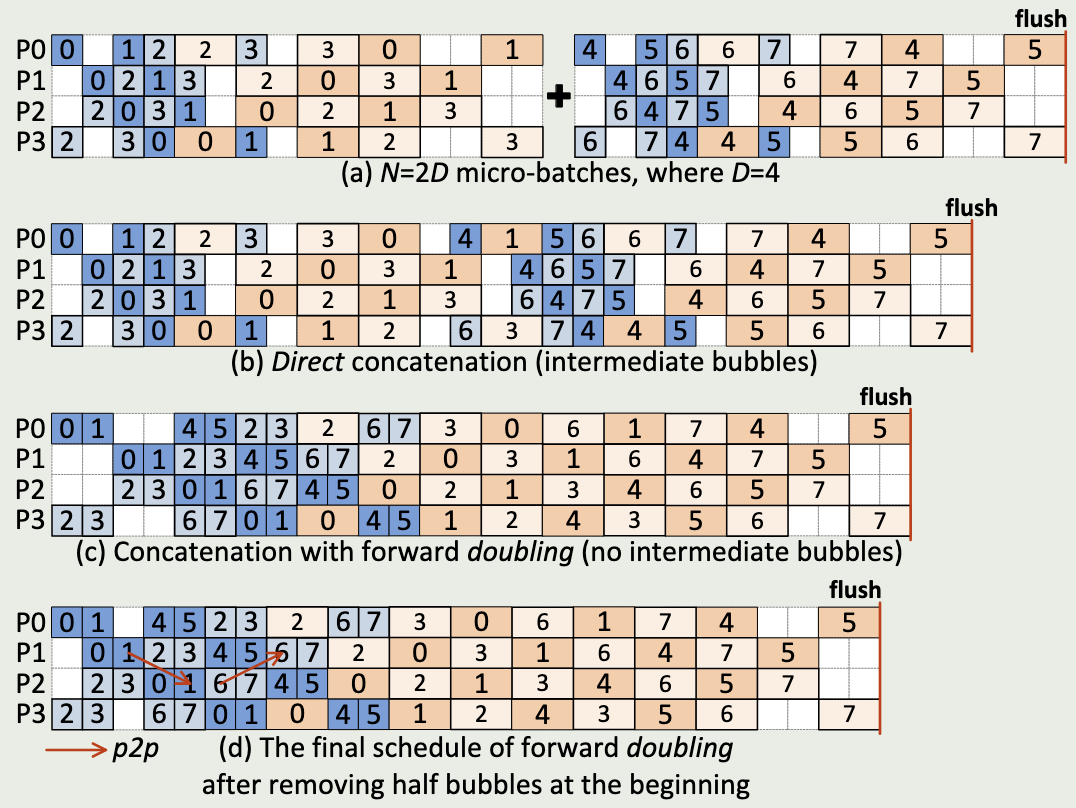 flush
P0 0 1 2 2 3 3 0 1 4 5 6 6 7 7 4 5
P1 0 2 1 3 2 0 3 1 + 4 6 5 7 6 4 7 5
P2 2 0 3 1 0 2 1 3 6 4 7 5 4 6 5 7
P3 2 3 0 0 1 1 2 3 6 7 4 4 5 5 6 7
(a) N=2D micro-batches, where D=4
flush
P0 0 1 2 2 3 3 0 4 1 5 6 6 7 7 4 5
P1 0 2 1 3 2 0 3 1 4 6 5 7 6 4 7 5
P2 2 0 3 1 0 2 1 3 6 4 7 5 4 6 5 7
P3 2 3 0 0 1 1 2 6 3 7 4 4 5 5 6 7
(b) Direct concatenation (intermediate bubbles)
flush
P0 0 1 4 5 2 3 2 6 7 3 0 6 1 7 4 5
P1 0 1 2 3 4 5 6 7 2 0 3 1 6 4 7 5
P2 2 3 0 1 6 7 4 5 0 2 1 3 4 6 5 7
P3 2 3 6 7 0 1 0 4 5 1 2 4 3 5 6 7
(c) Concatenation with forward doubling (no intermediate bubbles)
flush
P0 0 1 4 5 2 3 2 6 7 3 0 6 1 7 4 5
P1 0 1 2 3 4 5 6 7 2 0 3 1 6 4 7 5
P2 2 3 0 1 6 7 4 5 0 2 1 3 4 6 5 7
P3 2 3 6 7 0 1 0 4 5 1 2 4 3 5 6 7
p2p (d) The final schedule of forward doubling
after removing half bubbles at the beginning